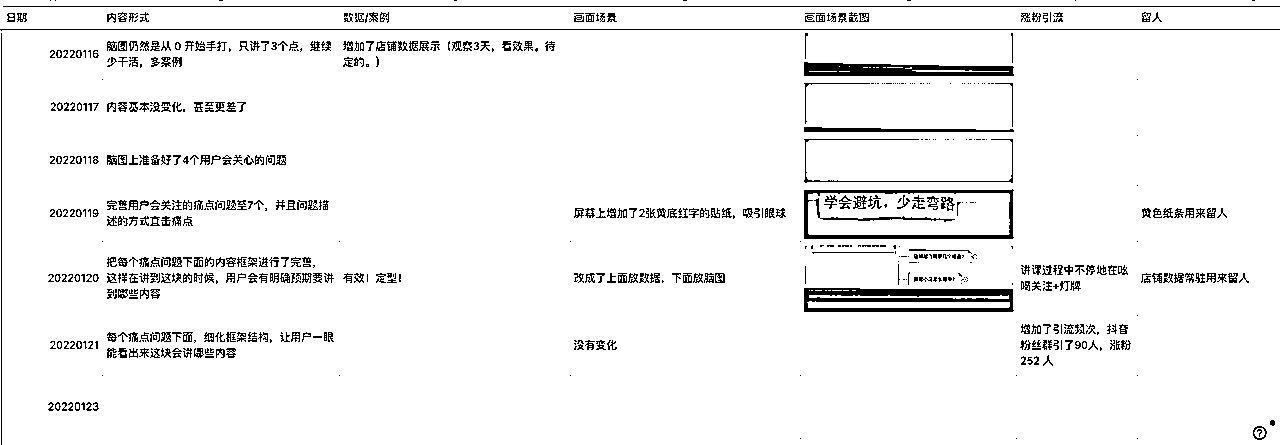 日期 内容形式 数据/案例 画面场景 画面场景截图 涨粉引流 留人
20220116 脑图仍然是从 0 开始手打，只讲了3个点，继续少干活，多案例 增加了店铺数据展示（观察3天，看效果。待定的。）
20220117 内容基本没变化，甚至更差了
20220118 脑图上准备好了4个用户会关心的问题
20220119 完善用户会关注的痛点问题至7个，并且问题描述的方式直击痛点 屏幕上增加了2张黄底红字的贴纸，吸引眼球 学会避坑，少走弯路 黄色纸条用来留人
20220120 把每个痛点问题下面的内容框架进行了完善，这样在讲到这块的时候，用户会有明确预期要讲到哪些内容 有效！定型！ 改成了上面放数据，下面放脑图 讲课过程中不停地在吆喝关注+灯牌 店铺数据常驻用来留人
20220121 每个痛点问题下面，细化框架结构，让用户一眼能看出来这块会讲哪些内容 没有变化 增加了引流频次，抖音粉丝群引了90人，涨粉 252 人
20220123